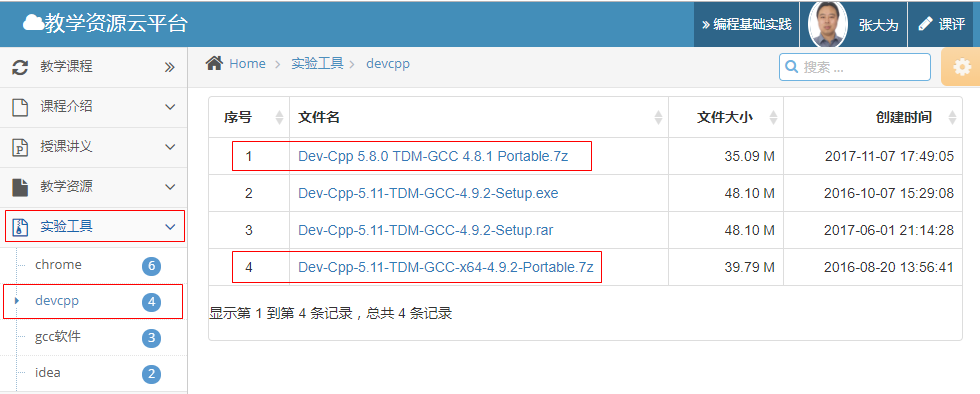 教学资源云平台
» 编程基础实践
张大为
课评
教学课程
课程介绍
授课讲义
教学资源
实验工具
chrome 6
devcpp 4
gcc软件 3
idea 2
Home > 实验工具 > devcpp
搜索 ...
序号 文件名 文件大小 创建时间
1 Dev-Cpp 5.8.0 TDM-GCC 4.8.1 Portable.7z 35.09 M 2017-11-07 17:49:05
2 Dev-Cpp-5.11-TDM-GCC-4.9.2-Setup.exe 48.10 M 2016-10-07 15:29:08
3 Dev-Cpp-5.11-TDM-GCC-4.9.2-Setup.rar 48.10 M 2017-06-01 21:14:28
4 Dev-Cpp-5.11-TDM-GCC-x64-4.9.2-Portable.7z 39.79 M 2016-08-20 13:56:41
显示第 1 到第 4 条记录，总共 4 条记录